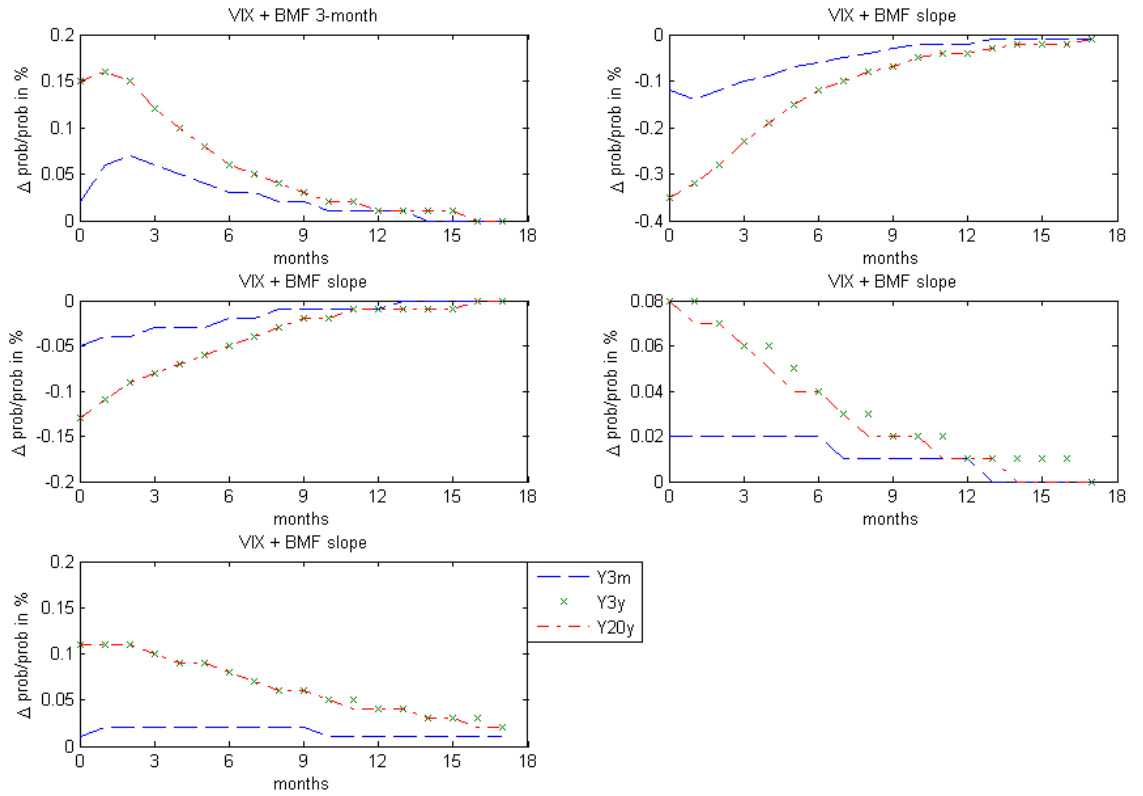 VIX + BMF 3-month
0.2
0.15
0.1
0.05
0
Δ prob/prob in %
0 3 6 9 12 15 18
months
VIX + BMF slope
0
-0.1
-0.2
-0.3
-0.4
Δ prob/prob in %
0 3 6 9 12 15 18
months
VIX + BMF slope
0
-0.05
-0.1
-0.15
-0.2
Δ prob/prob in %
0 3 6 9 12 15 18
months
VIX + BMF slope
0.08
0.06
0.04
0.02
0
Δ prob/prob in %
0 3 6 9 12 15 18
months
VIX + BMF slope
0.2
0.15
0.1
0.05
0
Δ prob/prob in %
0 3 6 9 12 15 18
months
Y3m
Y3y
Y20y